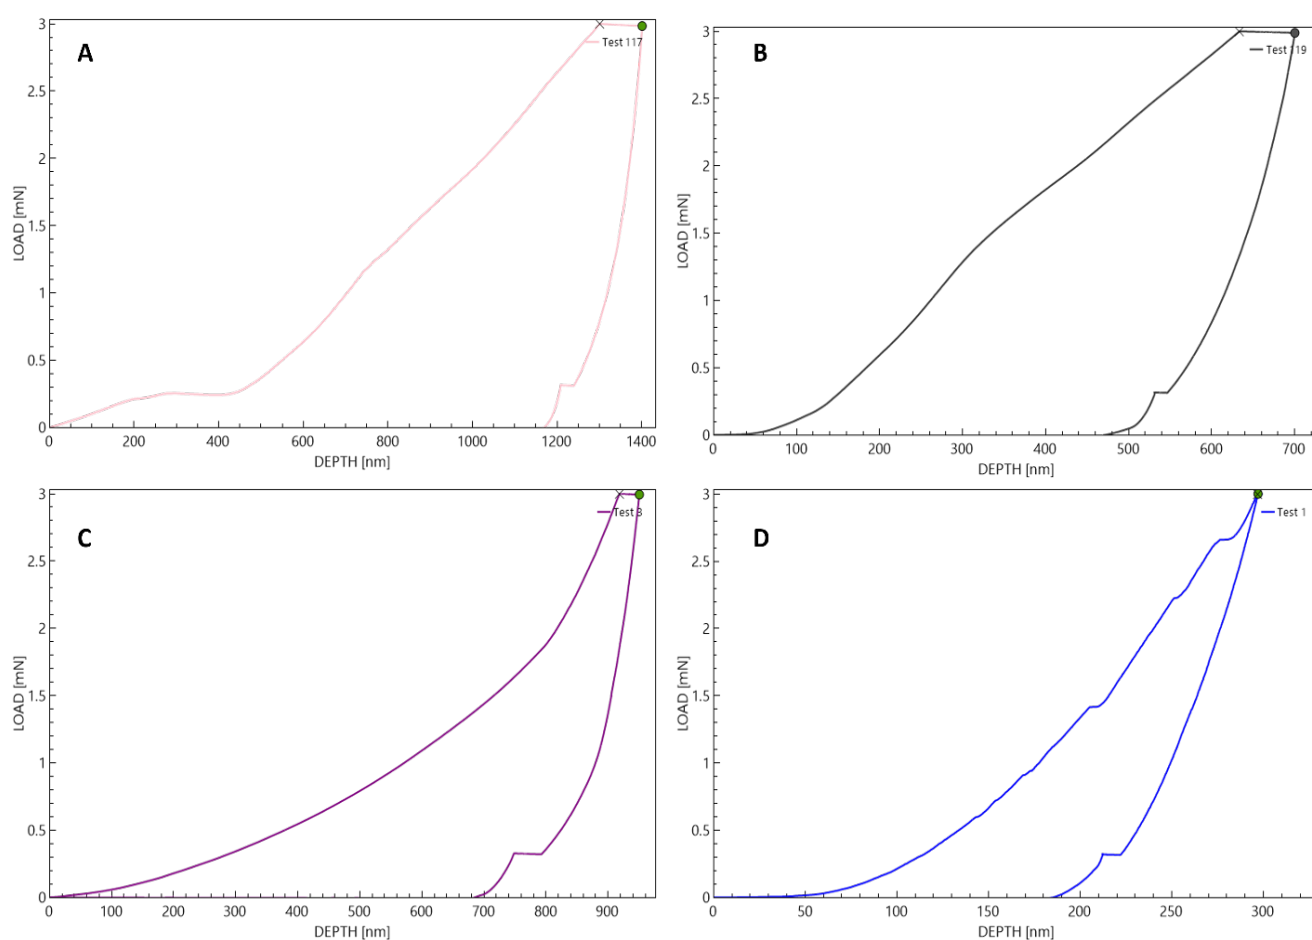 A
Test 117
LOAD [mN]
3
2.5
2
1.5
1
0.5
0
0 200 400 600 800 1000 1200 1400
DEPTH [nm]
B
Test 119
LOAD [mN]
3
2.5
2
1.5
1
0.5
0
0 100 200 300 400 500 600 700
DEPTH [nm]
C
Test 3
LOAD [mN]
3
2.5
2
1.5
1
0.5
0
0 100 200 300 400 500 600 700 800 900
DEPTH [nm]
D
Test 1
LOAD [mN]
3
2.5
2
1.5
1
0.5
0
0 50 100 150 200 250 300
DEPTH [nm]